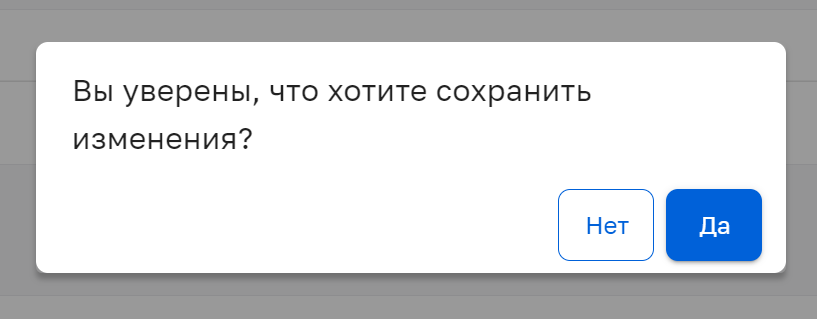 Вы уверены, что хотите сохранить
изменения?
Нет
Да